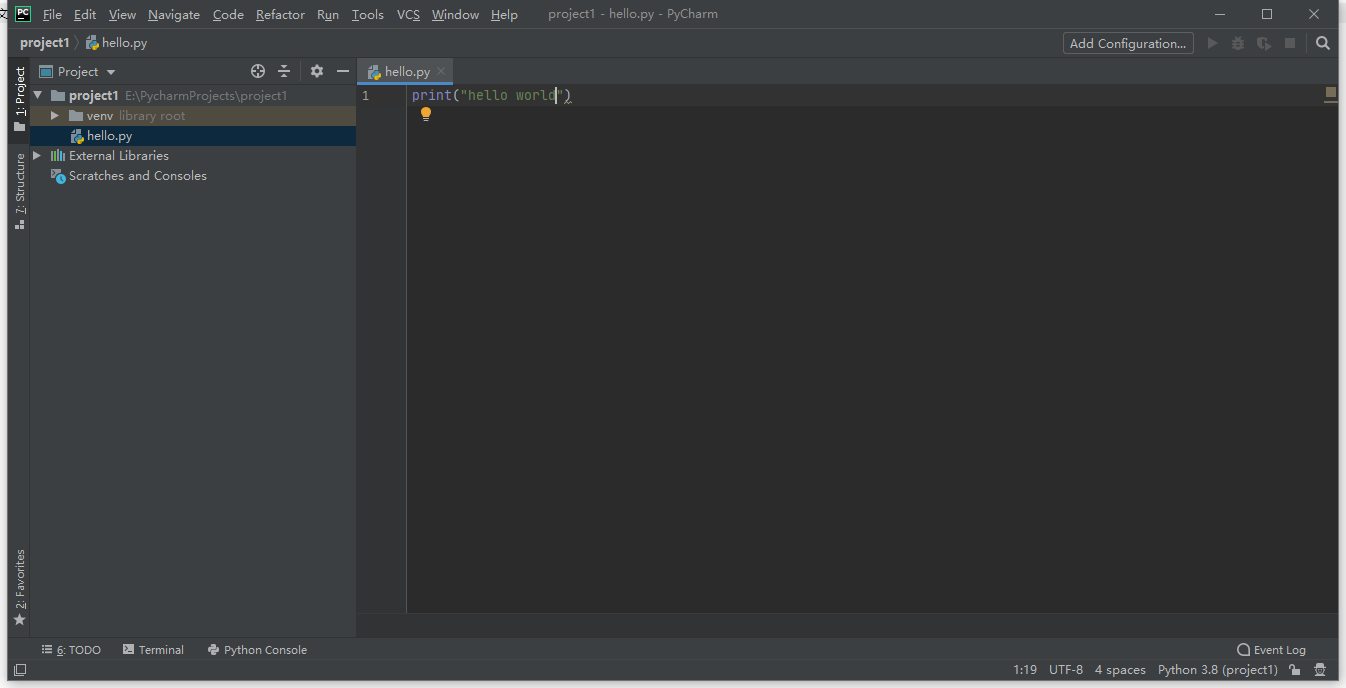 文
PC File Edit View Navigate Code Refactor Run Tools VCS Window Help project1 - hello.py - PyCharm
project1 hello.py Add Configuration...
1: Project
Project
hello.py
project1 E:\PycharmProjects\project1
venv library root
hello.py
External Libraries
Scratches and Consoles
1 print("hello world")
7: Structure
2: Favorites
6: TODO Terminal Python Console Event Log
1:19 UTF-8 4 spaces Python 3.8 (project1)